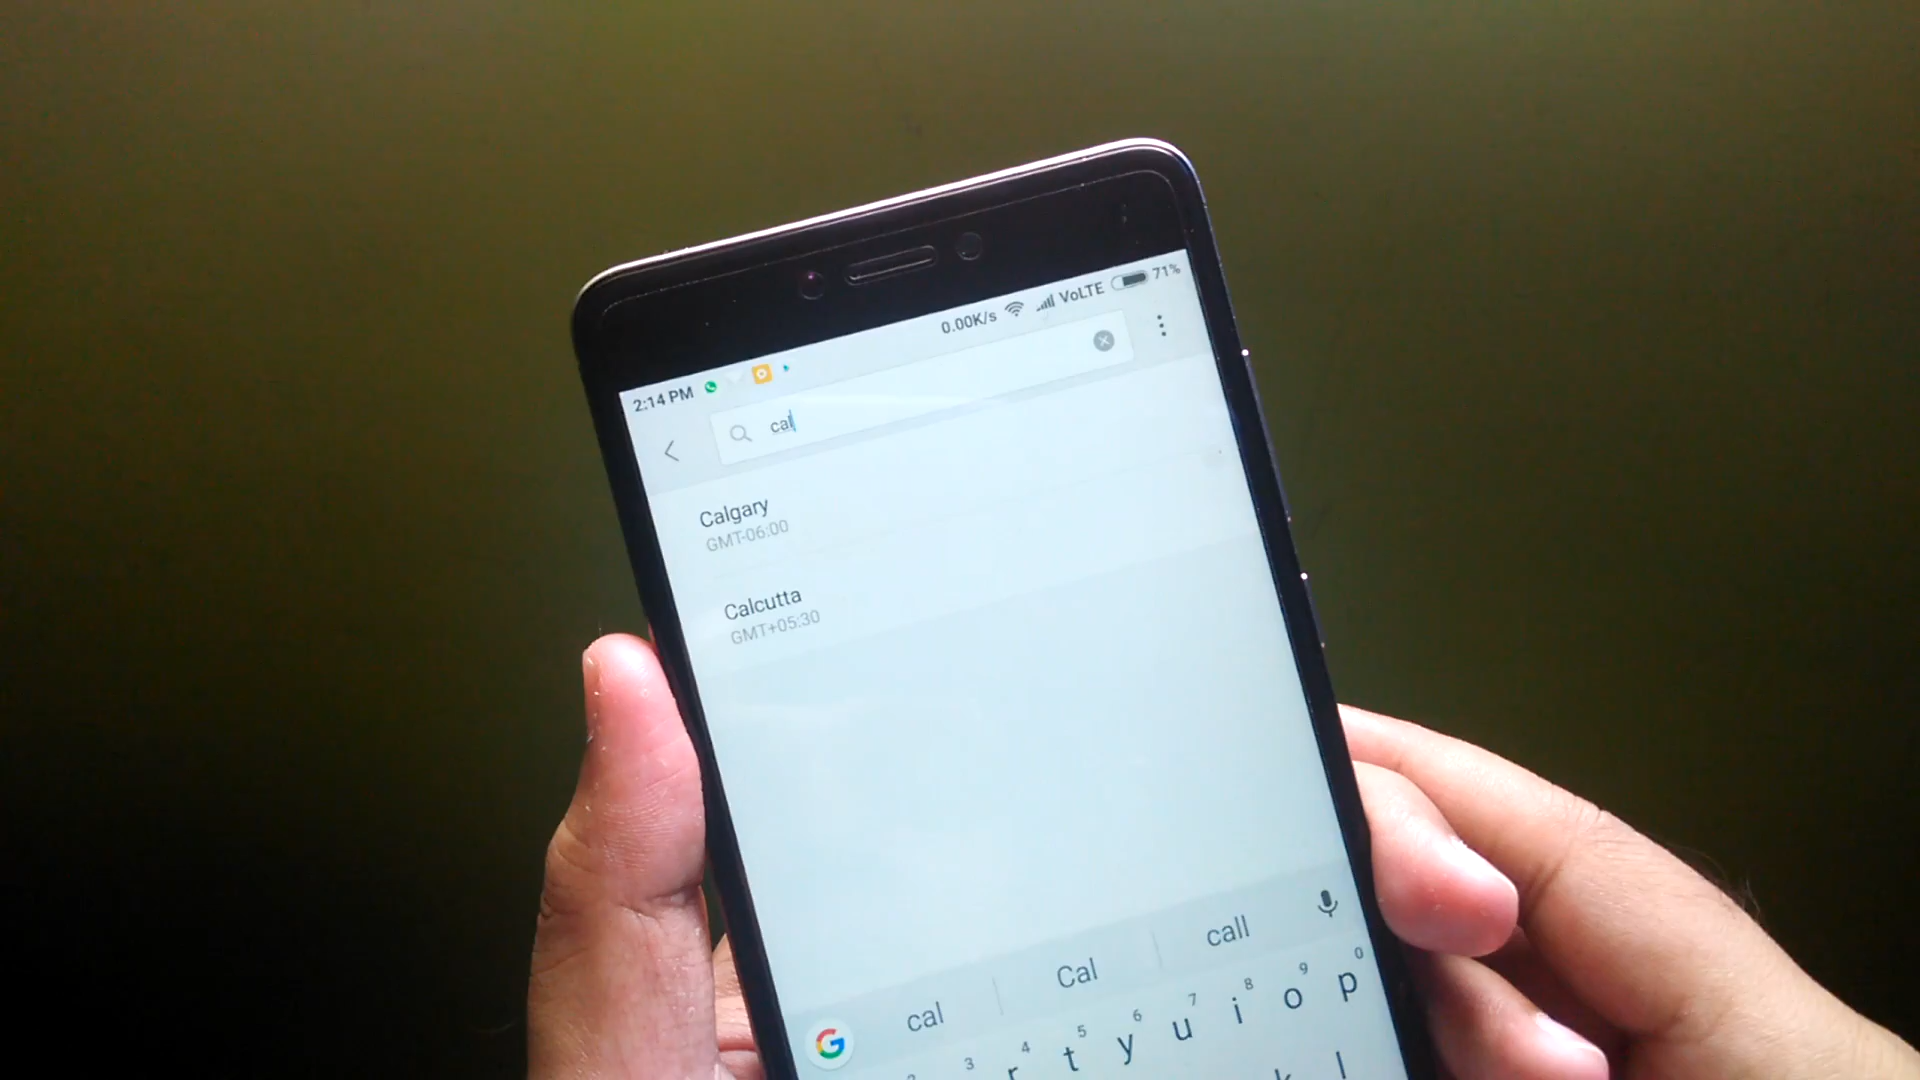 2:14 PM 0.00K/s VoLTE 71%
cal
Calgary
GMT-06:00
Calcutta
GMT+05:30
cal Cal call
3 4 5 6 7 8 9 0
r t y u i o p
l